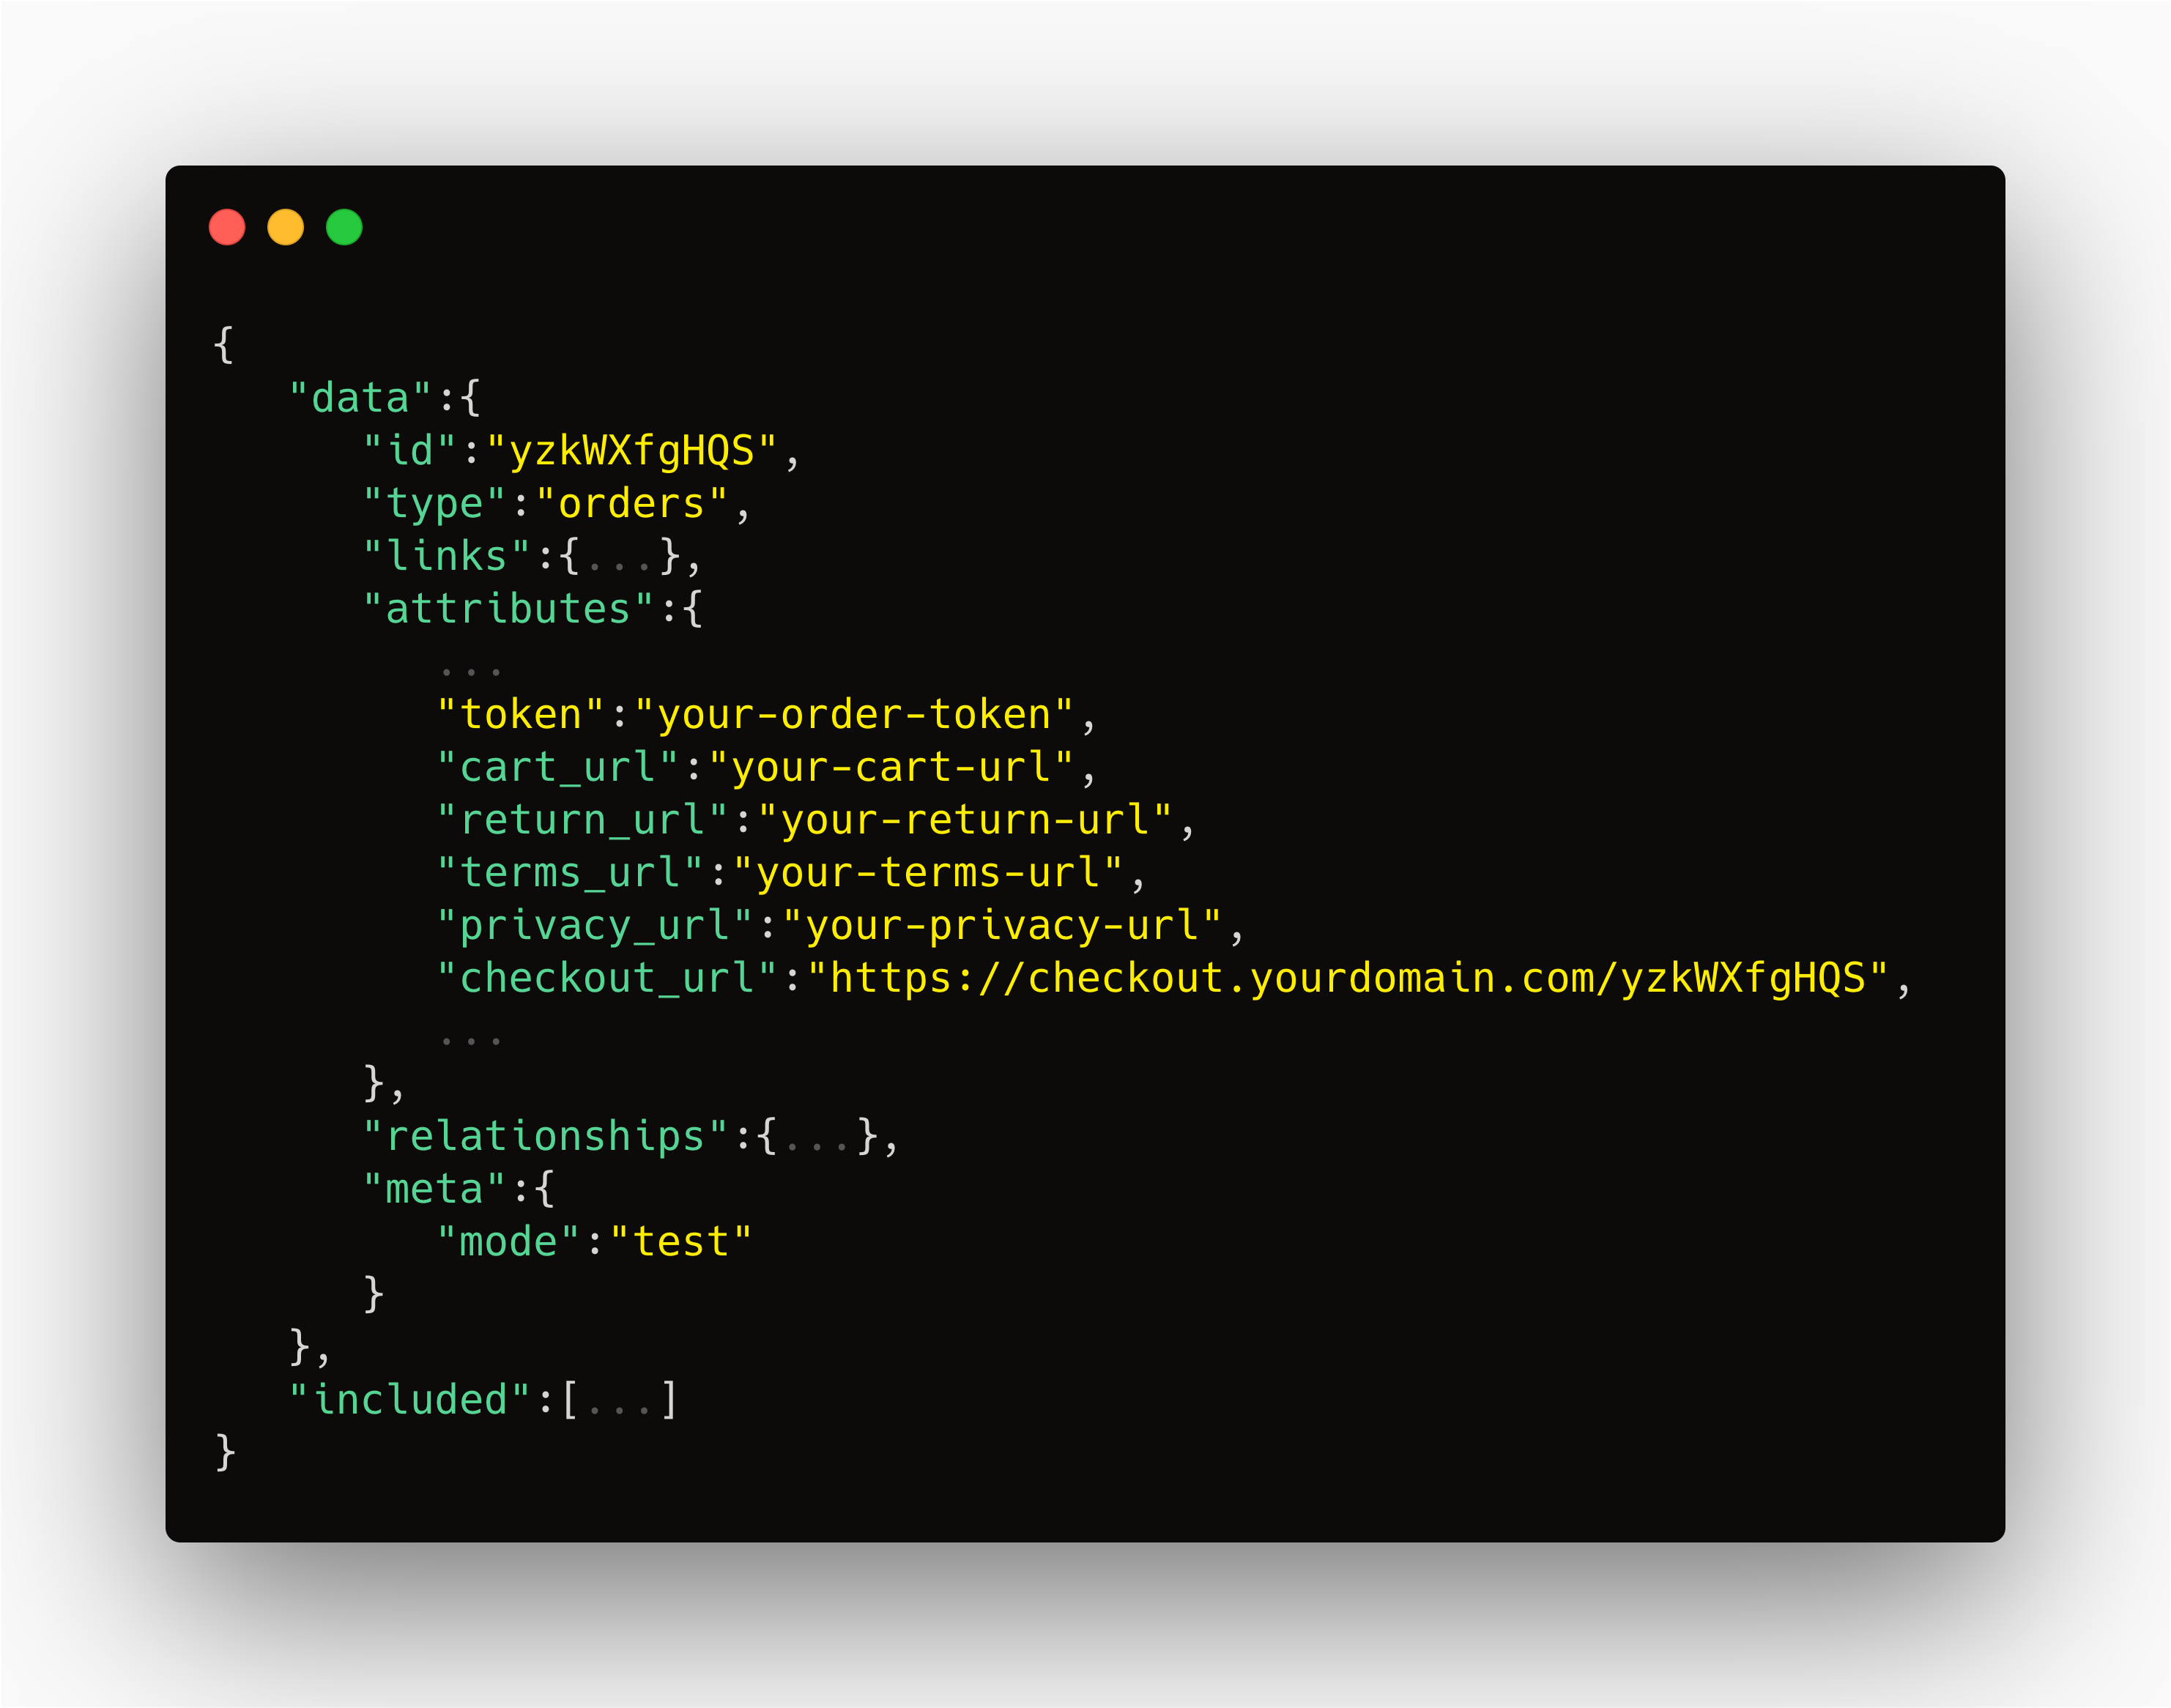 {
   "data":{
      "id":"yzkWXfgHQS",
      "type":"orders",
      "links":{...},
      "attributes":{
         ...
         "token":"your-order-token",
         "cart_url":"your-cart-url",
         "return_url":"your-return-url",
         "terms_url":"your-terms-url",
         "privacy_url":"your-privacy-url",
         "checkout_url":"https://checkout.yourdomain.com/yzkWXfgHQS",
         ...
      },
      "relationships":{...},
      "meta":{
         "mode":"test"
      }
   },
   "included":[...]
}